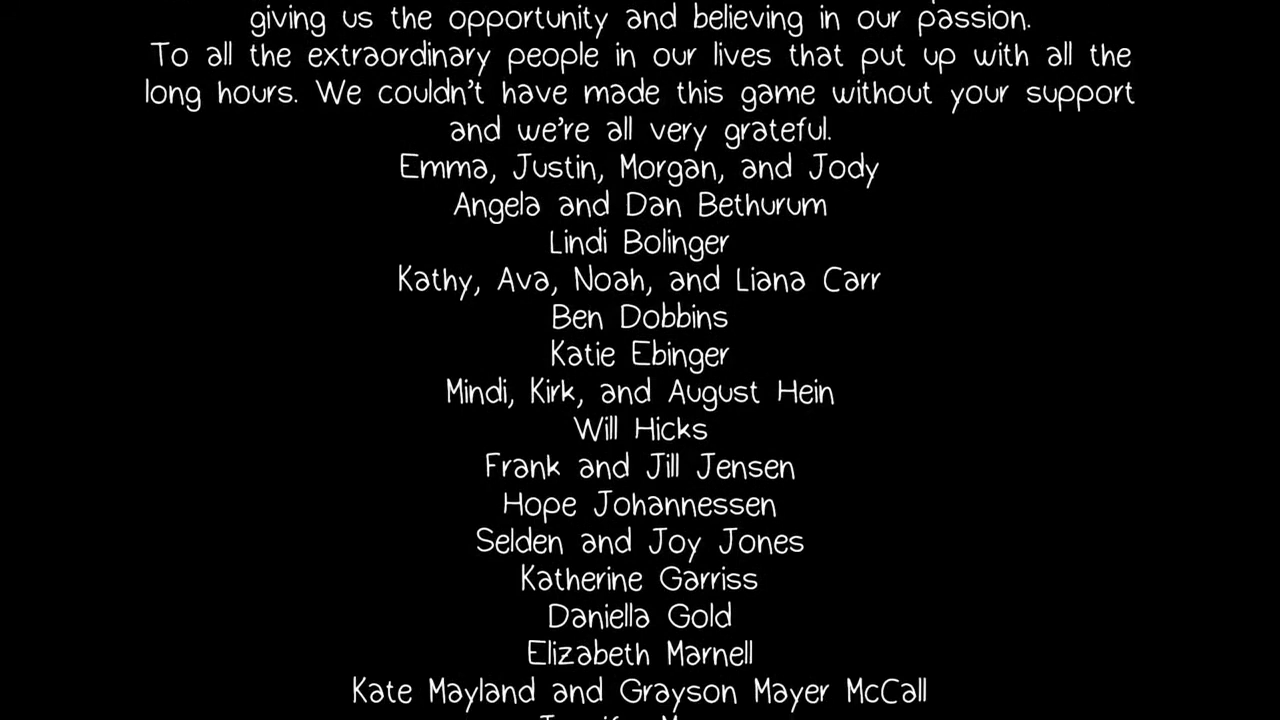 giving us the opportunity and believing in our passion.
To all the extraordinary people in our lives that put up with all the
long hours. We couldn't have made this game without your support
and we're all very grateful.
Emma, Justin, Morgan, and Jody
Angela and Dan Bethurum
Lindi Bolinger
Kathy, Ava, Noah, and Liana Carr
Ben Dobbins
Katie Ebinger
Mindi, Kirk, and August Hein
Will Hicks
Frank and Jill Jensen
Hope Johannessen
Selden and Joy Jones
Katherine Garriss
Daniella Gold
Elizabeth Marnell
Kate Mayland and Grayson Mayer McCall